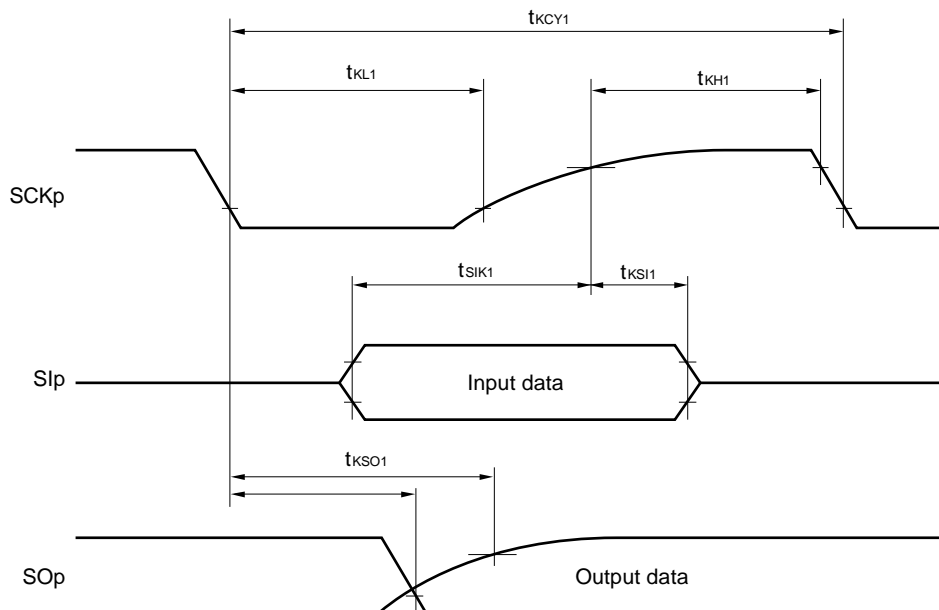 tKCY1
tKL1
tKH1
SCKp
tSIK1
tKSI1
SIp
Input data
tKSO1
SOp
Output data